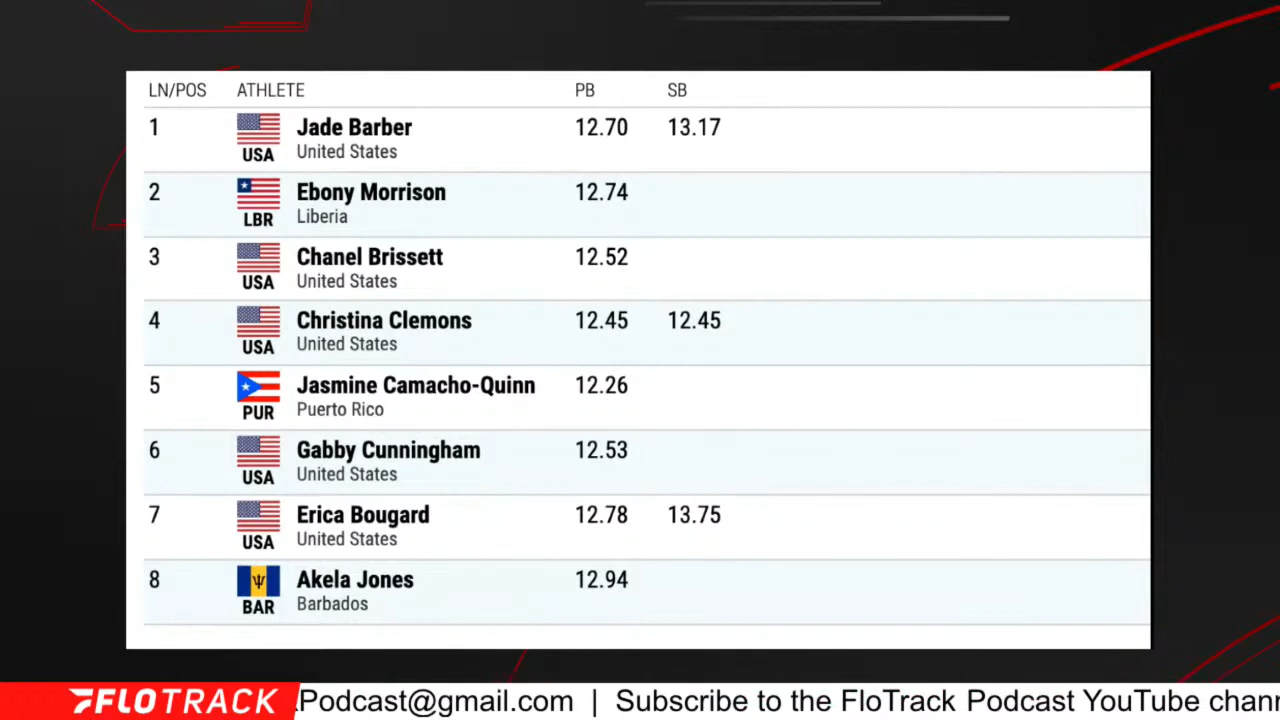 LN/POS ATHLETE PB SB
1 Jade Barber 12.70 13.17
USA United States
2 Ebony Morrison 12.74
LBR Liberia
3 Chanel Brissett 12.52
USA United States
4 Christina Clemons 12.45 12.45
USA United States
5 Jasmine Camacho-Quinn 12.26
PUR Puerto Rico
6 Gabby Cunningham 12.53
USA United States
7 Erica Bougard 12.78 13.75
USA United States
8 Akela Jones 12.94
BAR Barbados
FLOTRACK Podcast@gmail.com | Subscribe to the FloTrack Podcast YouTube